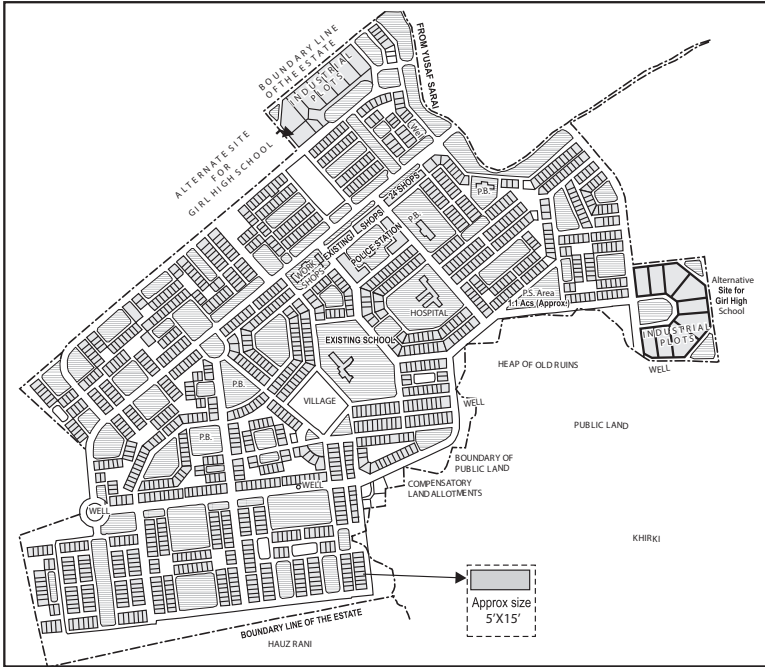 BOUNDARY LINE
OF THE ESTATE
INDUSTRIAL
PLOTS
FROM YUSAF SARAI
ALTERNATE SITE
FOR
GIRL HIGH SCHOOL
Well
24 SHOPS
P.B.
P.B.
EXISTING
SHOPS
POLICE STATION
WORK
SHOPS
HOSPITAL
P.S. Area
1:1 Acs (Approx.)
Alternative
Site for
Girl High
School
INDUSTRIAL
PLOTS
WELL
EXISTING SCHOOL
HEAP OF OLD RUINS
P.B.
VILLAGE
WELL
PUBLIC LAND
P.B.
BOUNDARY OF
PUBLIC LAND
WELL
COMPENSATORY
LAND ALLOTMENTS
WELL
KHIRKI
Approx size
5'X15'
BOUNDARY LINE OF THE ESTATE
HAUZ RANI